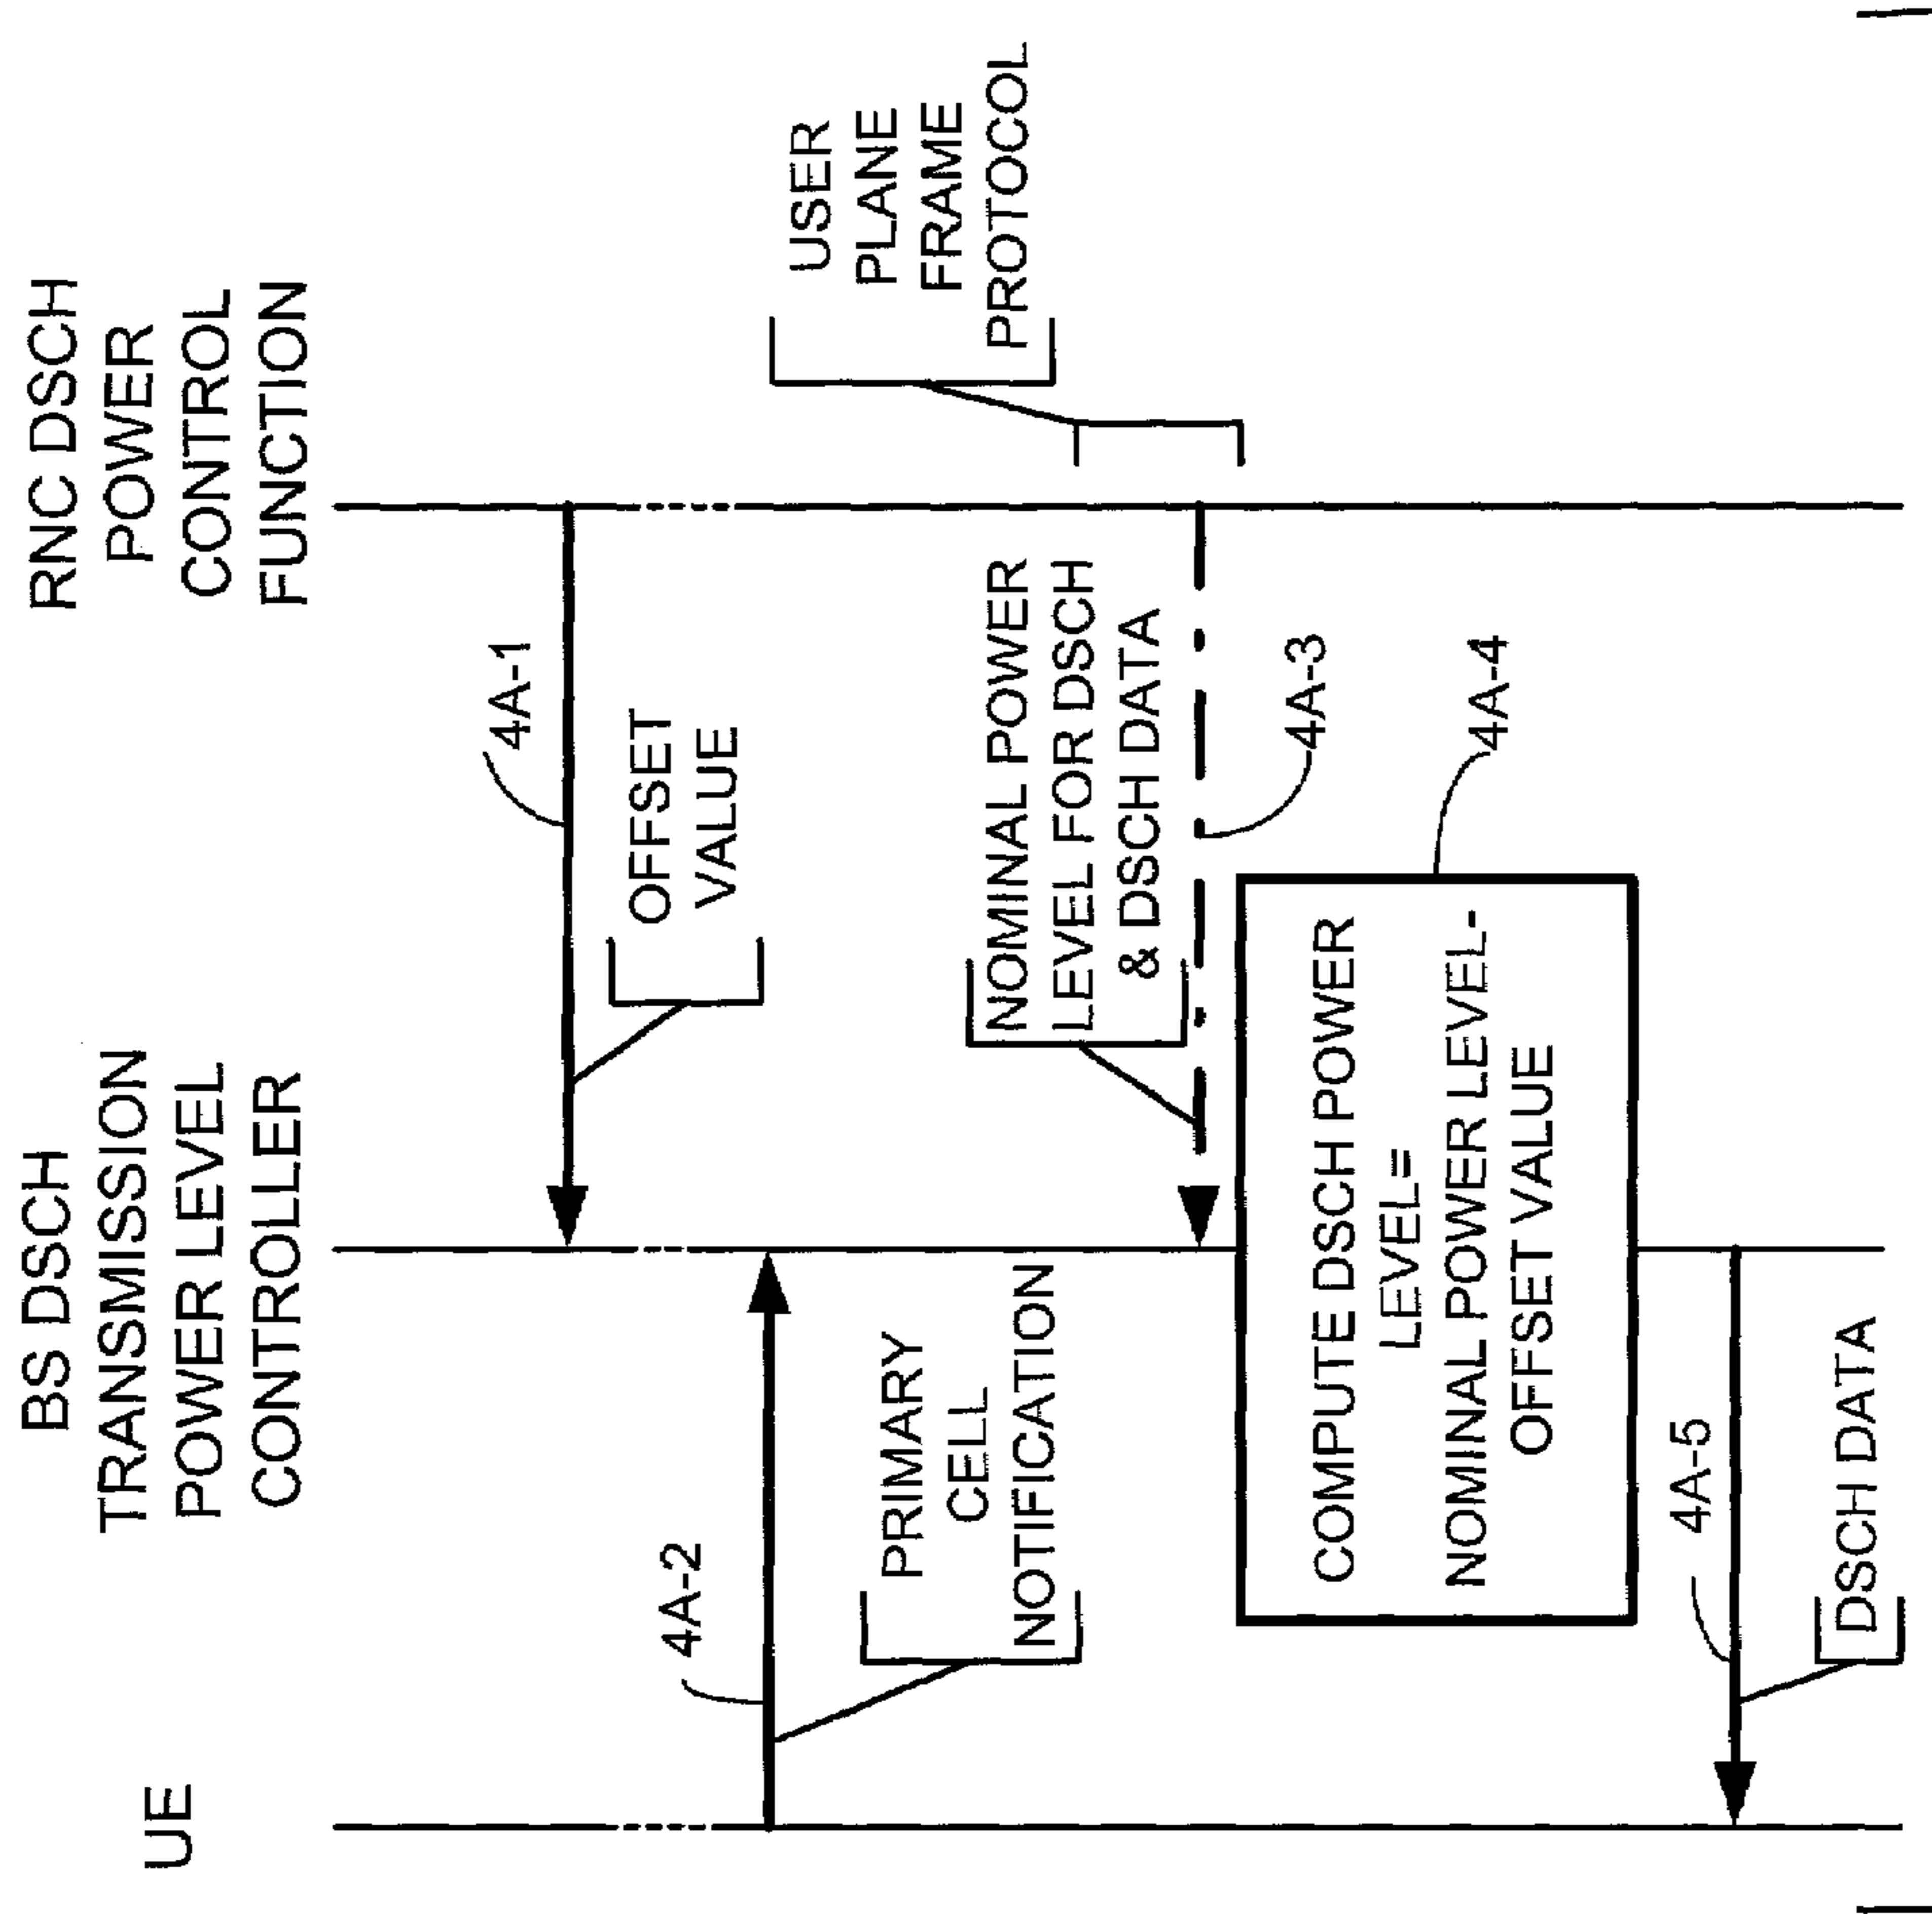 UE
BS DSCH
TRANSMISSION
POWER LEVEL
CONTROLLER
RNC DSCH
POWER
CONTROL
FUNCTION
4A-1
OFFSET
VALUE
4A-2
PRIMARY
CELL
NOTIFICATION
USER
PLANE
FRAME
PROTOCOL
NOMINAL POWER
LEVEL FOR DSCH
& DSCH DATA
4A-3
COMPUTE DSCH POWER
LEVEL=
NOMINAL POWER LEVEL-
OFFSET VALUE
4A-4
4A-5
DSCH DATA